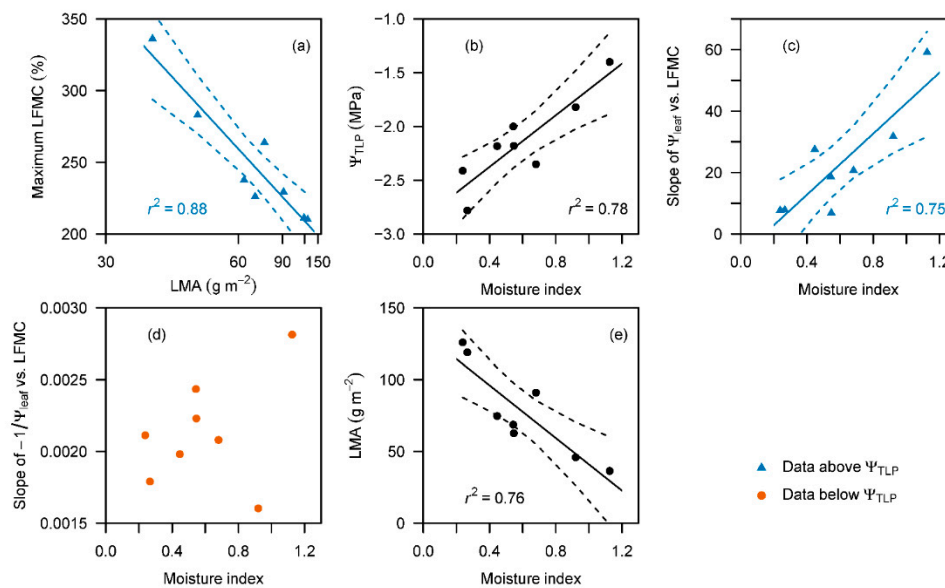 350
300
250
200
Maximum LFMC (%)
(a)
r² = 0.88
30
60
90
150
LMA (g m⁻²)
−1.0
−1.5
−2.0
−2.5
−3.0
Ψ_TLP (MPa)
(b)
r² = 0.78
0.0
0.4
0.8
1.2
Moisture index
60
40
20
0
Slope of Ψ_leaf vs. LFMC
(c)
r² = 0.75
0.0
0.4
0.8
1.2
Moisture index
0.0030
0.0025
0.0020
0.0015
Slope of −1/Ψ_leaf vs. LFMC
(d)
0.0
0.4
0.8
1.2
Moisture index
150
100
50
0
LMA (g m⁻²)
(e)
r² = 0.76
0.0
0.4
0.8
1.2
Moisture index
Data above Ψ_TLP
Data below Ψ_TLP